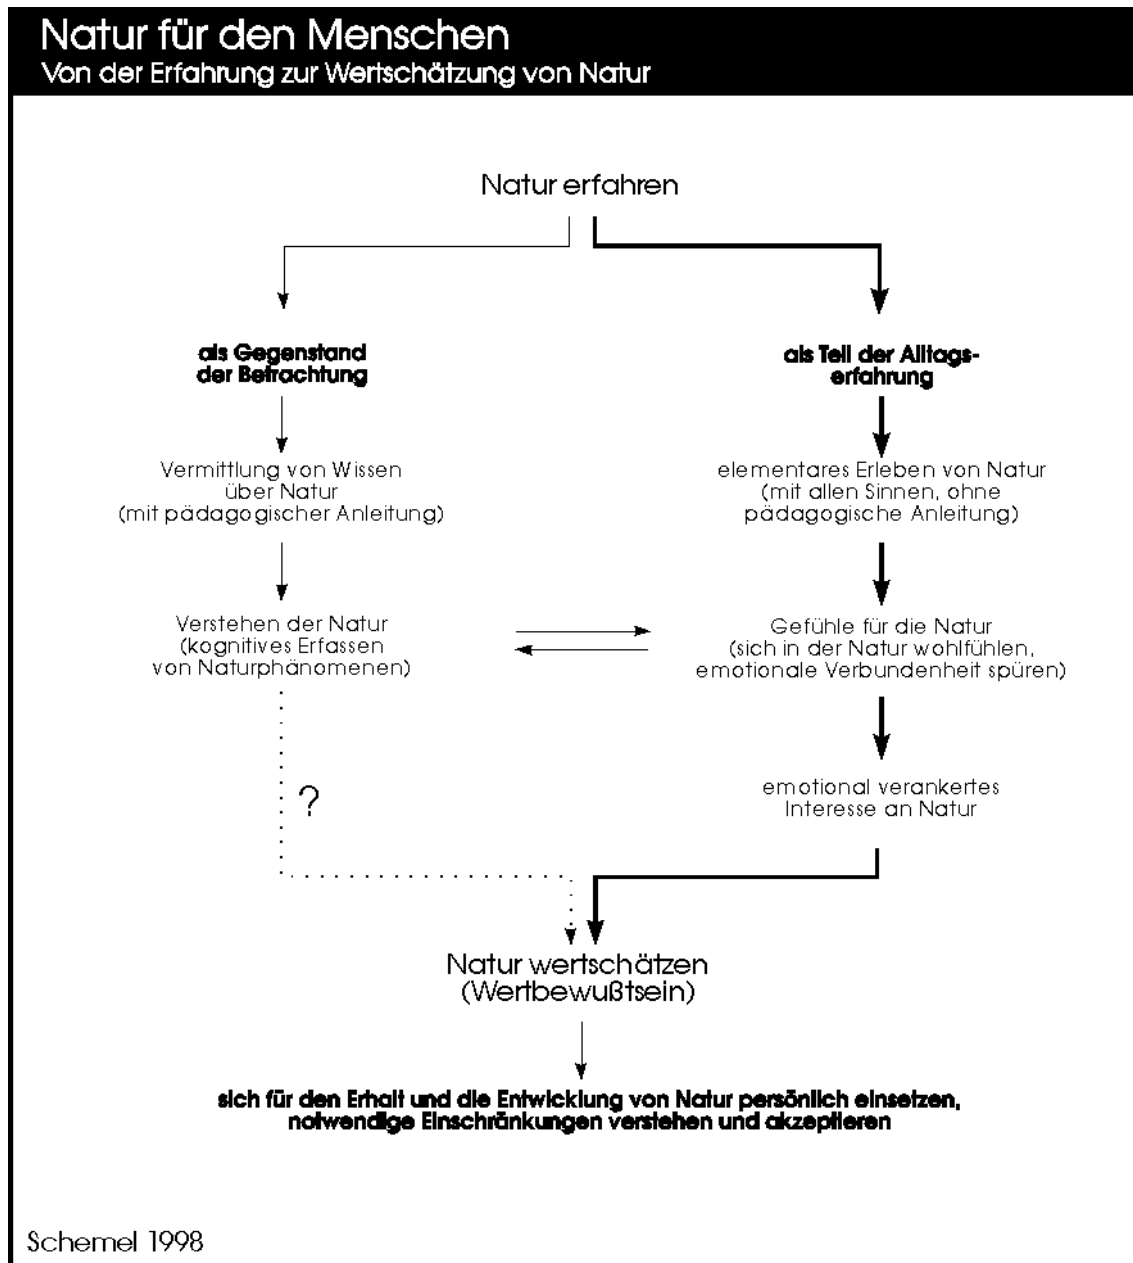 Natur für den Menschen
Von der Erfahrung zur Wertschätzung von Natur
Natur erfahren
als Gegenstand
der Betrachtung
als Teil der Alltags-
erfahrung
Vermittlung von Wissen
über Natur
(mit pädagogischer Anleitung)
elementares Erleben von Natur
(mit allen Sinnen, ohne
pädagogische Anleitung)
Verstehen der Natur
(kognitives Erfassen
von Naturphänomenen)
Gefühle für die Natur
(sich in der Natur wohlfühlen,
emotionale Verbundenheit spüren)
?
emotional verankertes
Interesse an Natur
Natur wertschätzen
(Wertbewußtsein)
sich für den Erhalt und die Entwicklung von Natur persönlich einsetzen,
notwendige Einschränkungen verstehen und akzeptieren
Schemel 1998